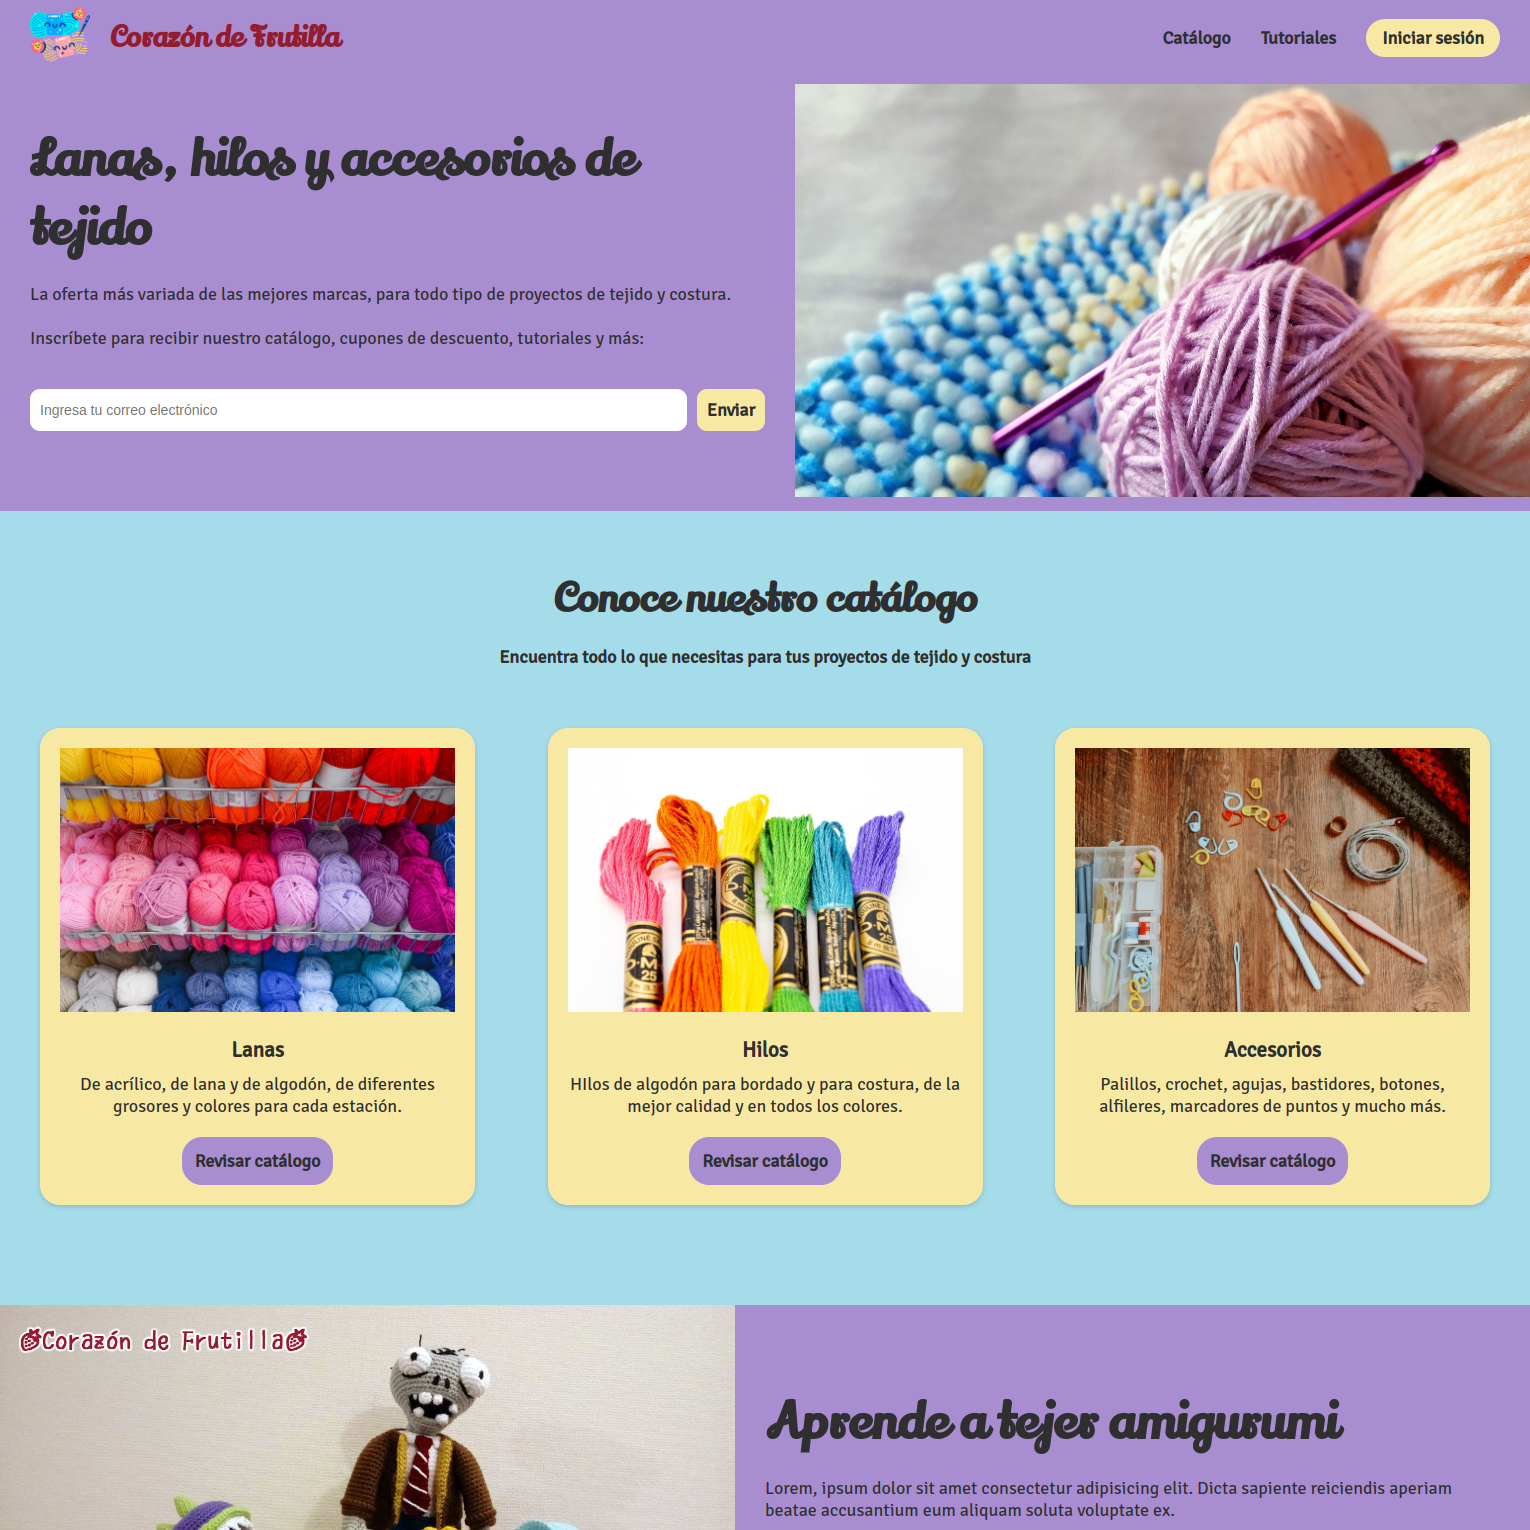 Corazón de Frutilla
Catálogo
Tutoriales
Iniciar sesión
Lanas, hilos y accesorios de
tejido
La oferta más variada de las mejores marcas, para todo tipo de proyectos de tejido y costura.
Inscríbete para recibir nuestro catálogo, cupones de descuento, tutoriales y más:
Ingresa tu correo electrónico
Enviar
Conoce nuestro catálogo
Encuentra todo lo que necesitas para tus proyectos de tejido y costura
Lanas
De acrílico, de lana y de algodón, de diferentes
grosores y colores para cada estación.
Revisar catálogo
Hilos
HIlos de algodón para bordado y para costura, de la
mejor calidad y en todos los colores.
Revisar catálogo
Accesorios
Palillos, crochet, agujas, bastidores, botones,
alfileres, marcadores de puntos y mucho más.
Revisar catálogo
Corazón de Frutilla
Aprende a tejer amigurumi
Lorem, ipsum dolor sit amet consectetur adipisicing elit. Dicta sapiente reiciendis aperiam
beatae accusantium eum aliquam soluta voluptate ex.